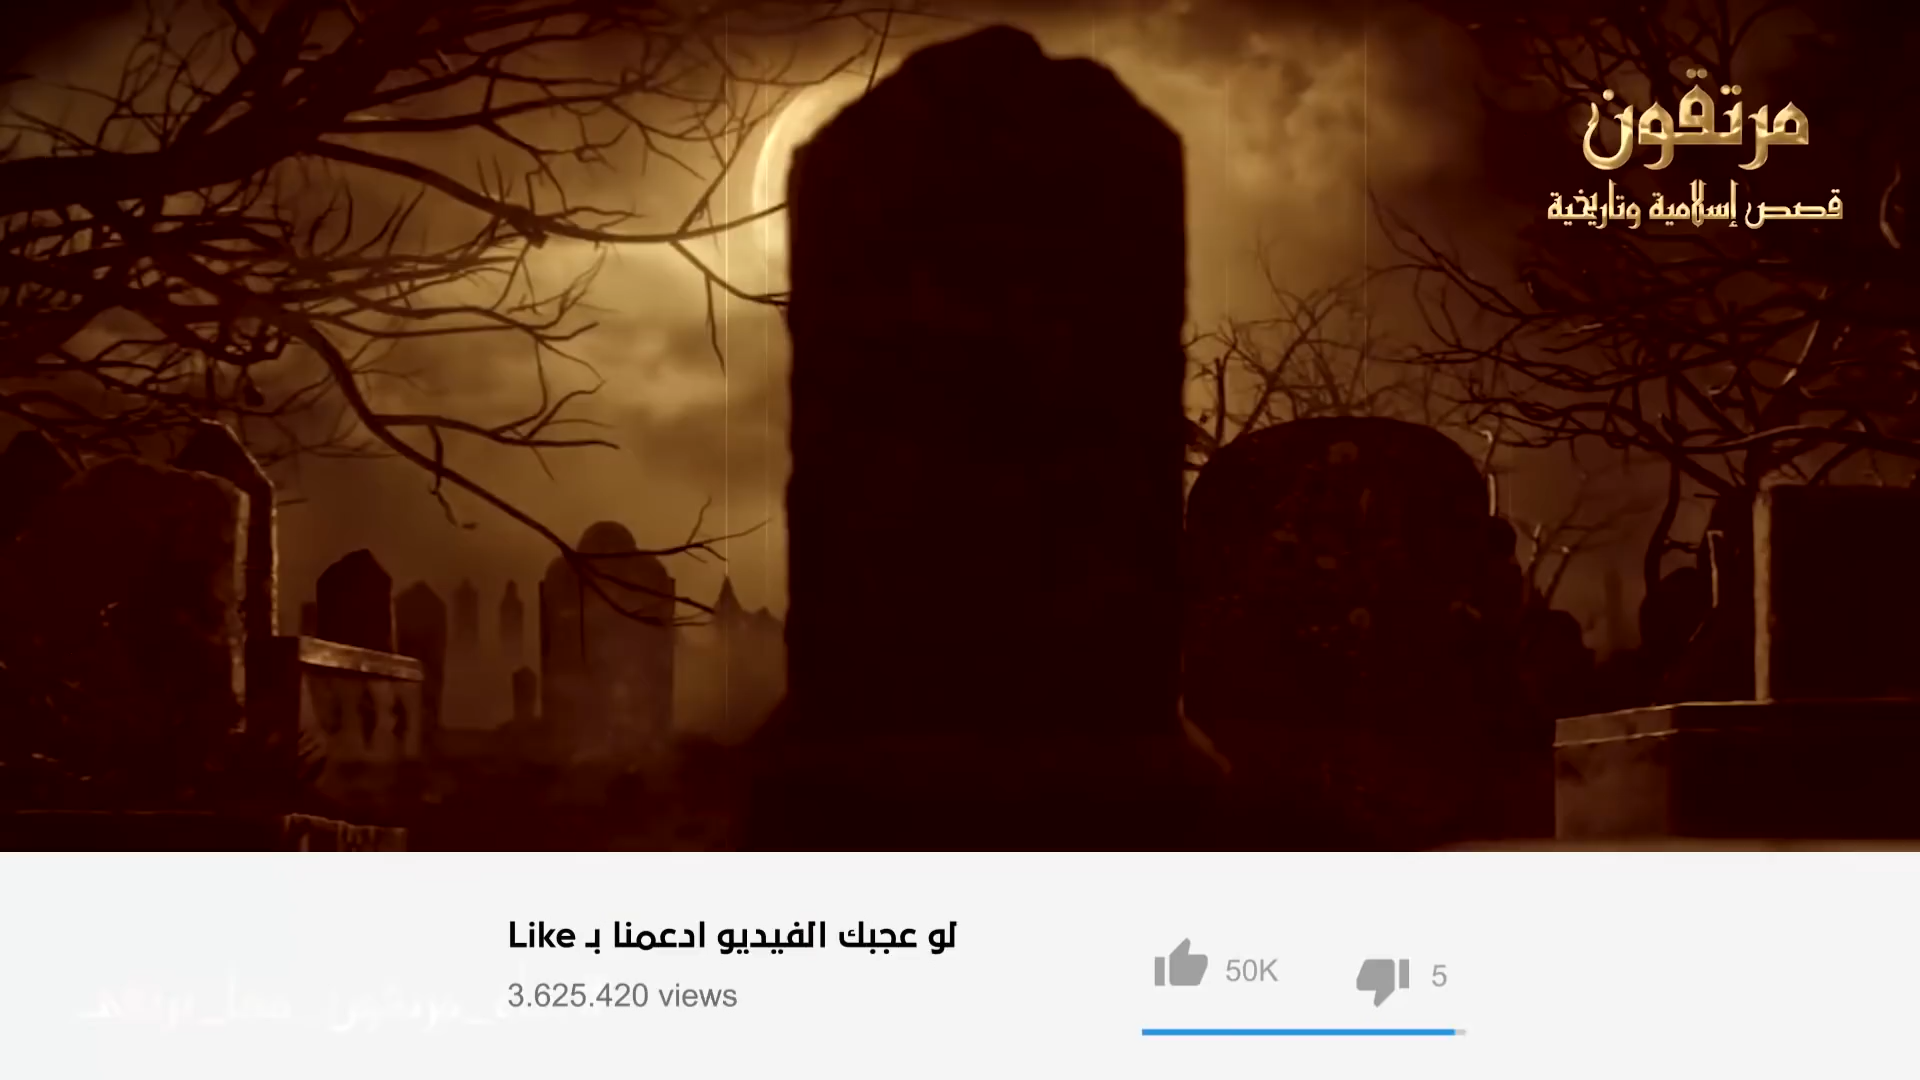 مرتقون
قصص إسلامية وتاريخية
لو عجبك الفيديو ادعمنا بـ Like
3.625.420 views
50K
5